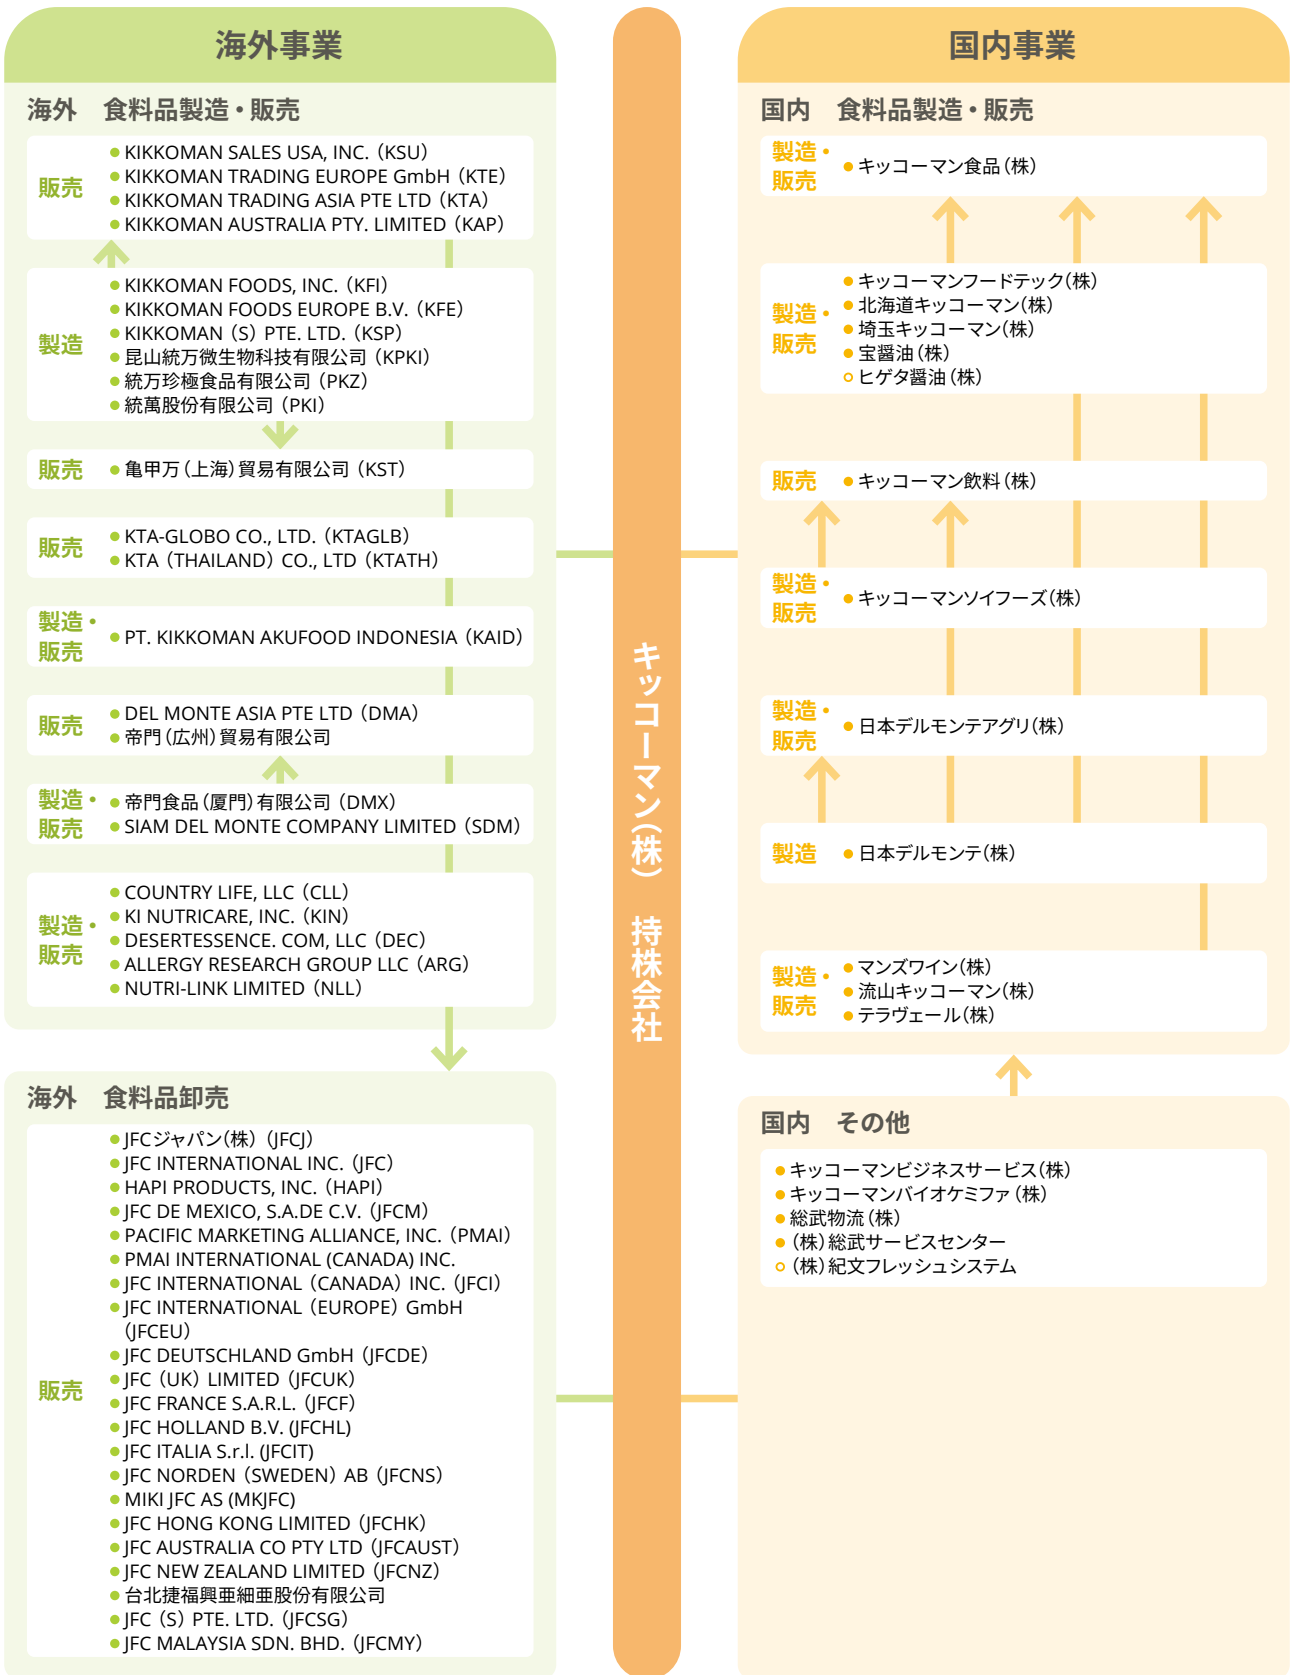 海外事業
海外 食料品製造・販売
販売
KIKKOMAN SALES USA, INC.（KSU）
KIKKOMAN TRADING EUROPE GmbH（KTE）
KIKKOMAN TRADING ASIA PTE LTD（KTA）
KIKKOMAN AUSTRALIA PTY. LIMITED（KAP）
製造
KIKKOMAN FOODS, INC.（KFI）
KIKKOMAN FOODS EUROPE B.V.（KFE）
KIKKOMAN（S）PTE. LTD.（KSP）
昆山統万微生物科技有限公司（KPKI）
統万珍極食品有限公司（PKZ）
統萬股份有限公司（PKI）
販売
亀甲万（上海）貿易有限公司（KST）
販売
KTA-GLOBO CO., LTD.（KTAGLB）
KTA（THAILAND）CO., LTD（KTATH）
製造・
販売
PT. KIKKOMAN AKUFOOD INDONESIA（KAID）
販売
DEL MONTE ASIA PTE LTD（DMA）
帝門（広州）貿易有限公司
製造・
販売
帝門食品（厦門）有限公司（DMX）
SIAM DEL MONTE COMPANY LIMITED（SDM）
製造・
販売
COUNTRY LIFE, LLC（CLL）
KI NUTRICARE, INC.（KIN）
DESERTESSENCE. COM, LLC（DEC）
ALLERGY RESEARCH GROUP LLC（ARG）
NUTRI-LINK LIMITED（NLL）
海外 食料品卸売
販売
JFCジャパン（株）（JFCJ）
JFC INTERNATIONAL INC.（JFC）
HAPI PRODUCTS, INC.（HAPI）
JFC DE MEXICO, S.A.DE C.V.（JFCM）
PACIFIC MARKETING ALLIANCE, INC.（PMAI）
PMAI INTERNATIONAL (CANADA) INC.
JFC INTERNATIONAL（CANADA）INC.（JFCI）
JFC INTERNATIONAL（EUROPE）GmbH
（JFCEU）
JFC DEUTSCHLAND GmbH（JFCDE）
JFC（UK）LIMITED（JFCUK）
JFC FRANCE S.A.R.L.（JFCF）
JFC HOLLAND B.V. (JFCHL)
JFC ITALIA S.r.l. (JFCIT)
JFC NORDEN（SWEDEN）AB（JFCNS）
MIKI JFC AS (MKJFC)
JFC HONG KONG LIMITED（JFCHK）
JFC AUSTRALIA CO PTY LTD（JFCAUST）
JFC NEW ZEALAND LIMITED（JFCNZ）
台北捷福興亜細亜股份有限公司
JFC（S）PTE. LTD.（JFCSG）
JFC MALAYSIA SDN. BHD.（JFCMY）
キッコーマン（株） 持株会社
国内事業
国内 食料品製造・販売
製造・
販売
キッコーマン食品（株）
製造・
販売
キッコーマンフードテック（株）
北海道キッコーマン（株）
埼玉キッコーマン（株）
宝醤油（株）
ヒゲタ醤油（株）
販売
キッコーマン飲料（株）
製造・
販売
キッコーマンソイフーズ（株）
製造・
販売
日本デルモンテアグリ（株）
製造
日本デルモンテ（株）
製造・
販売
マンズワイン（株）
流山キッコーマン（株）
テラヴェール（株）
国内 その他
キッコーマンビジネスサービス（株）
キッコーマンバイオケミファ（株）
総武物流（株）
（株）総武サービスセンター
（株）紀文フレッシュシステム